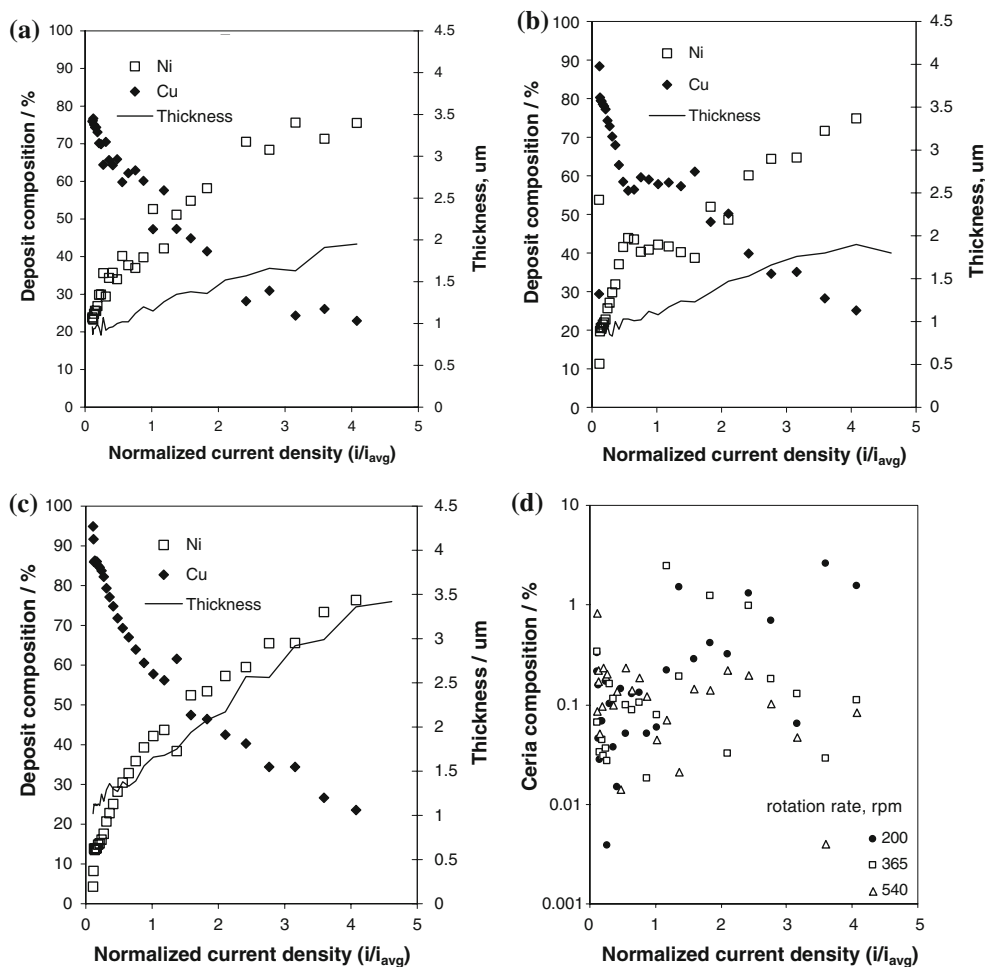 (a)
100
90
80
70
60
50
40
30
20
10
0
Deposit composition / %
Ni
Cu
Thickness
4.5
4
3.5
3
2.5
2
1.5
1
0.5
0
Thickness, um
0 1 2 3 4 5
Normalized current density (i/iavg)
(b)
100
90
80
70
60
50
40
30
20
10
0
Deposit composition / %
Ni
Cu
Thickness
4.5
4
3.5
3
2.5
2
1.5
1
0.5
0
Thickness, um
0 1 2 3 4 5
Normalized current density (i/iavg)
(c)
100
90
80
70
60
50
40
30
20
10
0
Deposit composition / %
Ni
Cu
Thickness
4.5
4
3.5
3
2.5
2
1.5
1
0.5
0
Thickness / um
0 1 2 3 4 5
Normalized current density (i/iavg)
(d)
10
1
0.1
0.01
0.001
Ceria composition / %
rotation rate, rpm
200
365
540
0 1 2 3 4 5
Normalized current density (i/iavg)